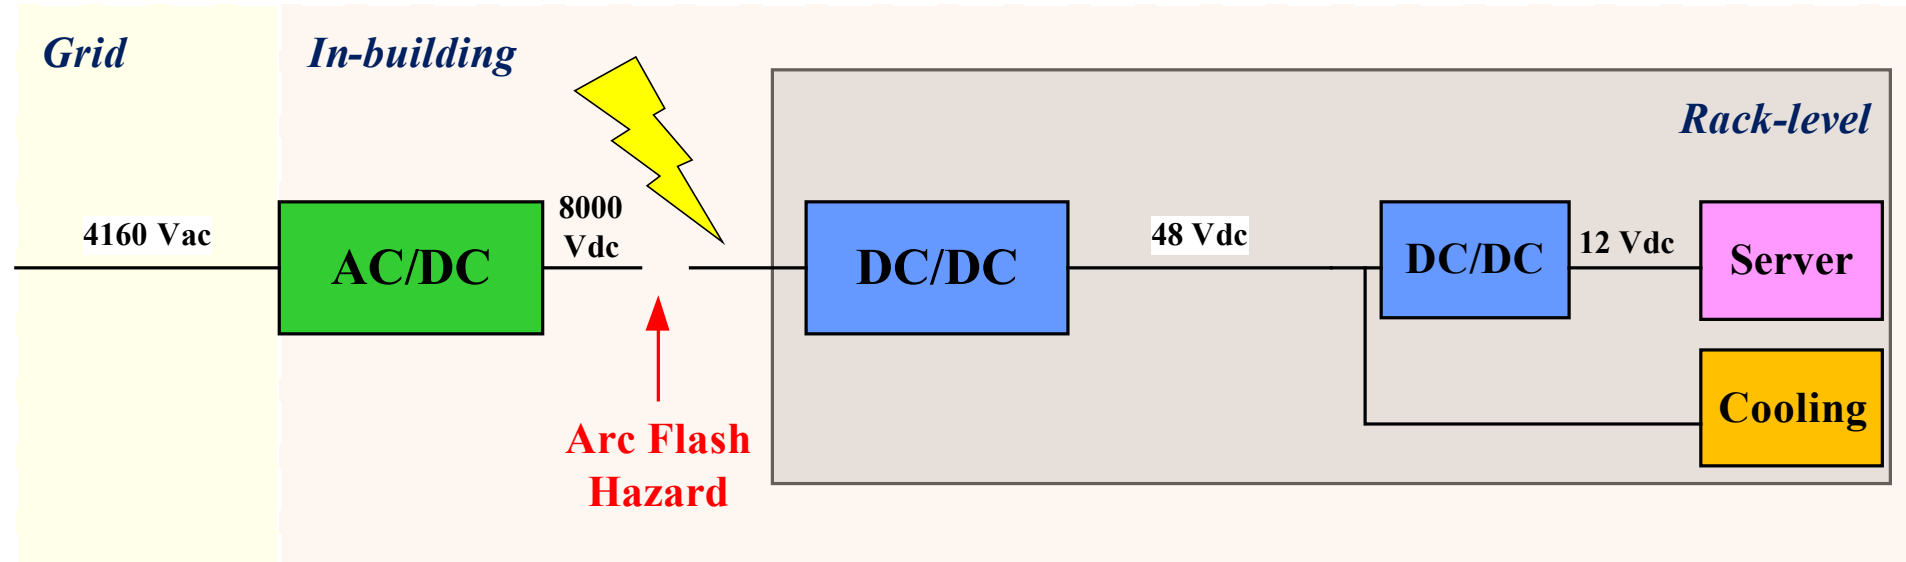 Grid
In-building
Rack-level
4160 Vac
AC/DC
8000
Vdc
DC/DC
48 Vdc
DC/DC
12 Vdc
Server
Cooling
Arc Flash
Hazard